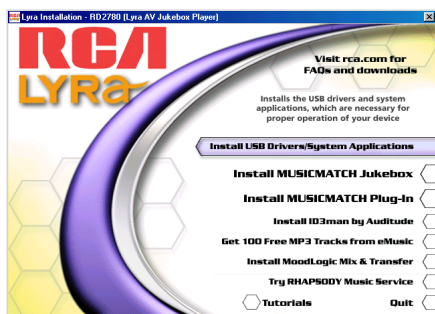 Lyra Installation - RD2780 (Lyra AV Jukebox Player)
RCA
LYRA
Visit rca.com for
FAQs and downloads
Installs the USB drivers and system
applications, which are necessary for
proper operation of your device
Install USB Drivers/System Applications
Install MUSICMATCH Jukebox
Install MUSICMATCH Plug-In
Install ID3man by Auditude
Get 100 Free MP3 Tracks from eMusic
Install MoodLogic Mix & Transfer
Try RHAPSODY Music Service
Tutorials Quit